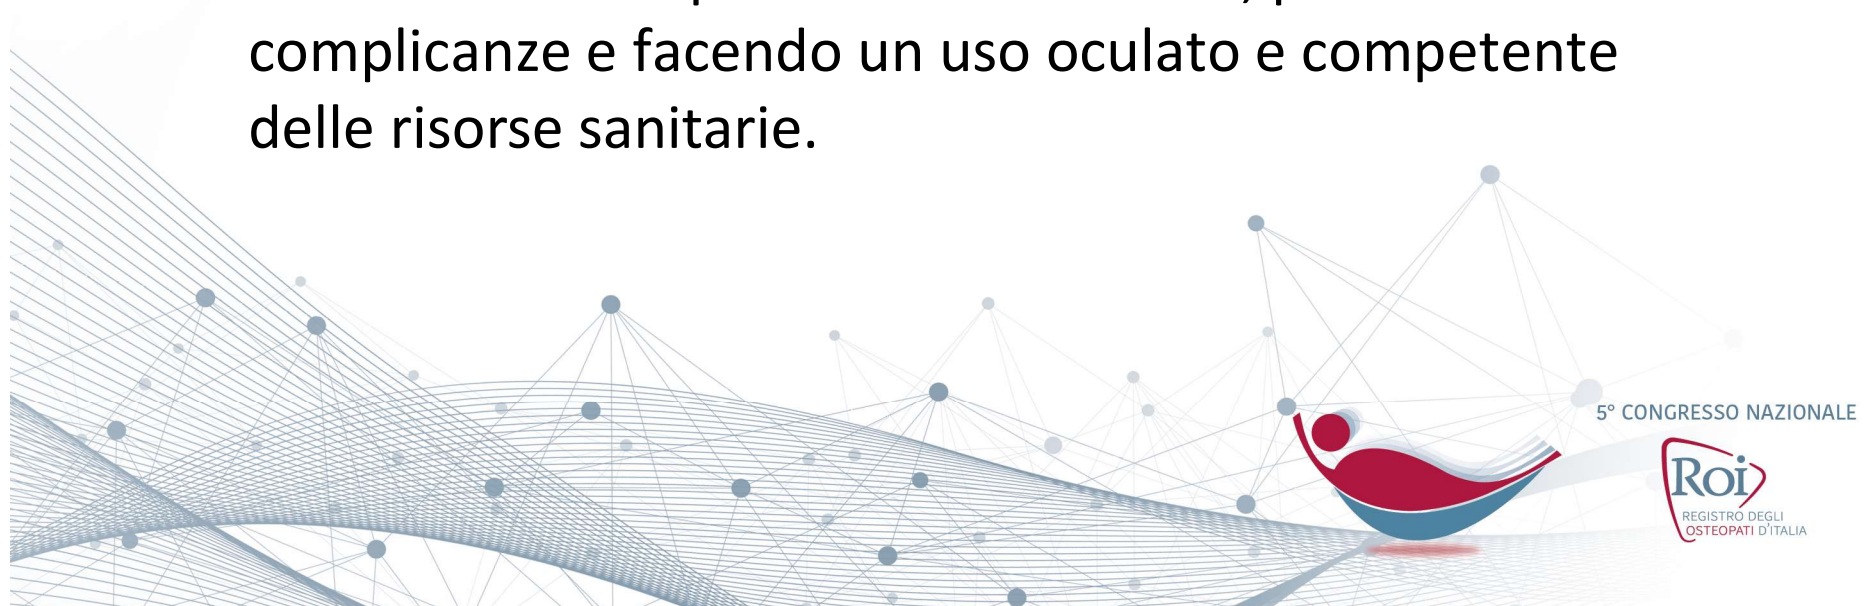 complicanze e facendo un uso oculato e competente
delle risorse sanitarie.
5° CONGRESSO NAZIONALE
Roi
REGISTRO DEGLI
OSTEOPATI D'ITALIA